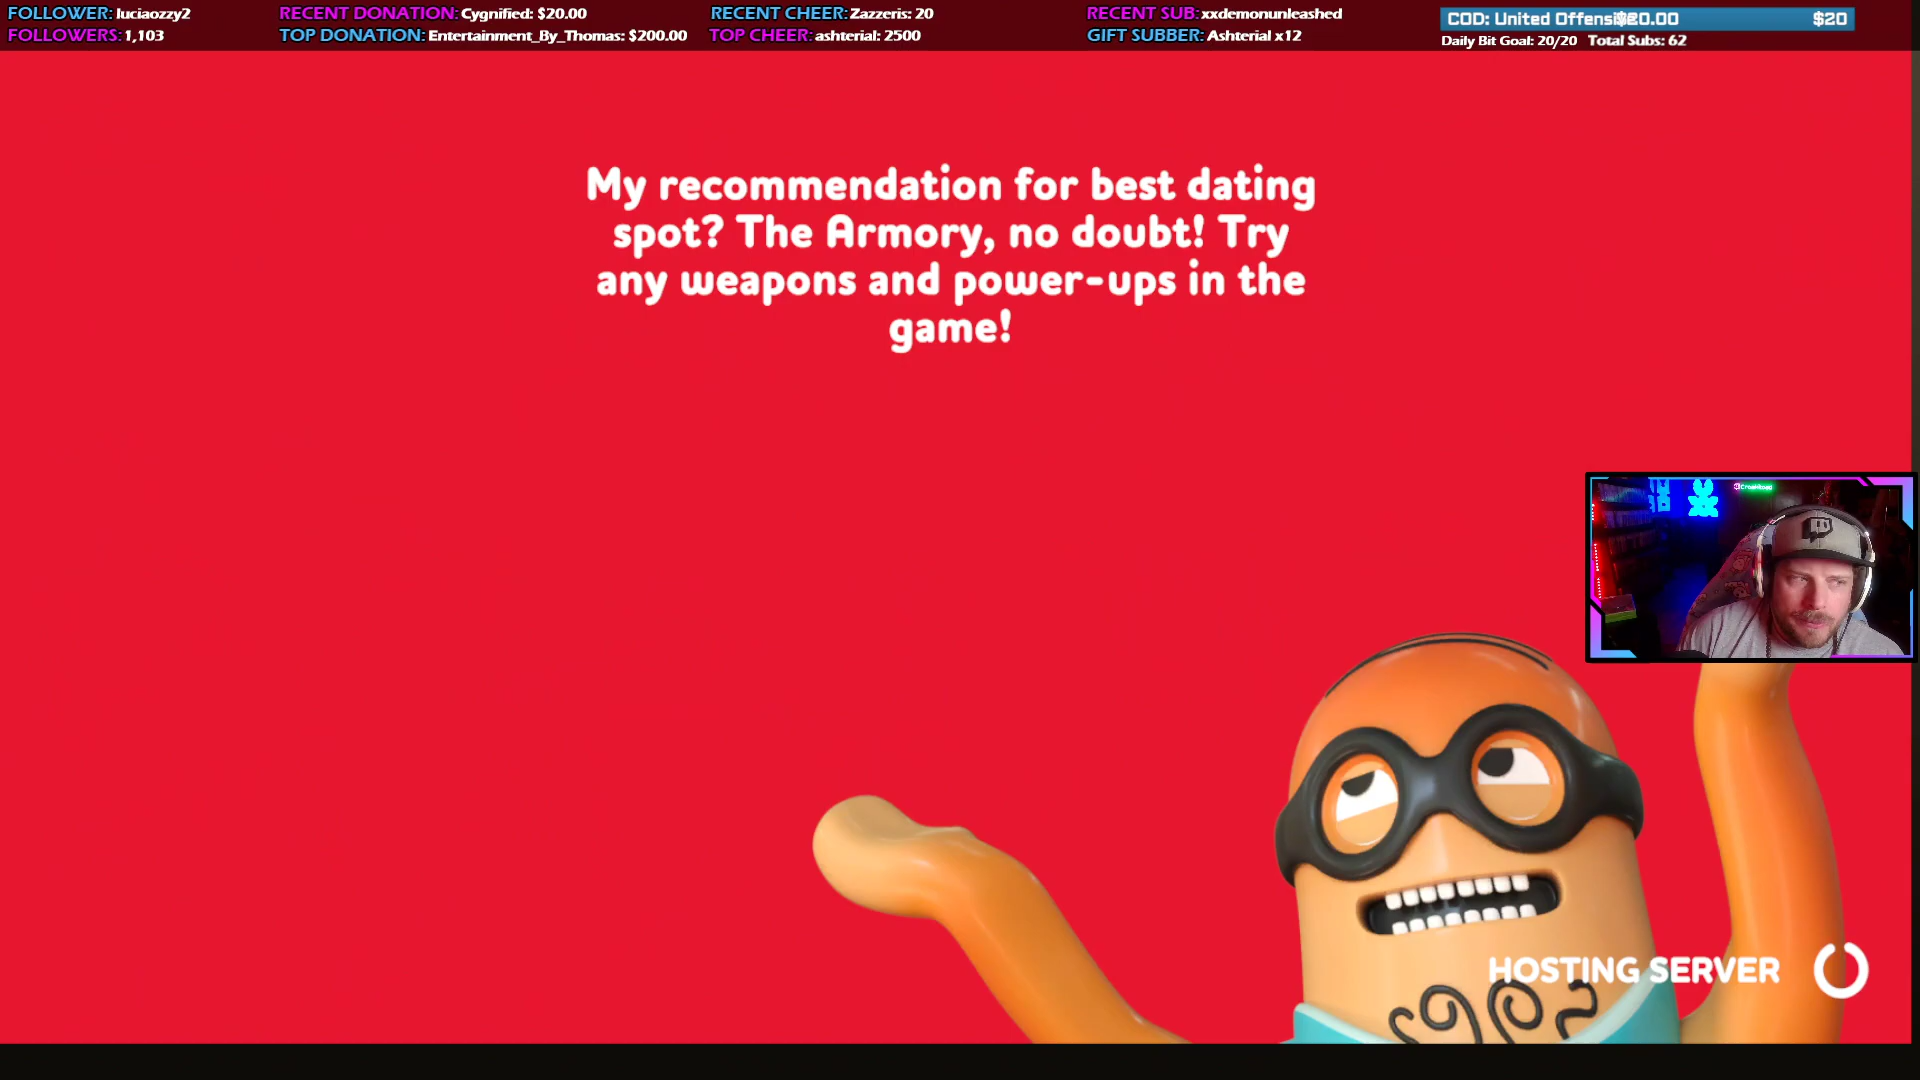 FOLLOWER: luciaozzy2
RECENT DONATION: Cygnified: $20.00
RECENT CHEER: Zazzeris: 20
RECENT SUB: xxdemonunleashed
COD: United Offensi $20
FOLLOWERS: 1,103
TOP DONATION: Entertainment_By_Thomas: $200.00
TOP CHEER: ashterial: 2500
GIFT SUBBER: Ashterial x12
Daily Bit Goal: 20/20 Total Subs: 62
My recommendation for best dating
spot? The Armory, no doubt! Try
any weapons and power-ups in the
game!
HOSTING SERVER